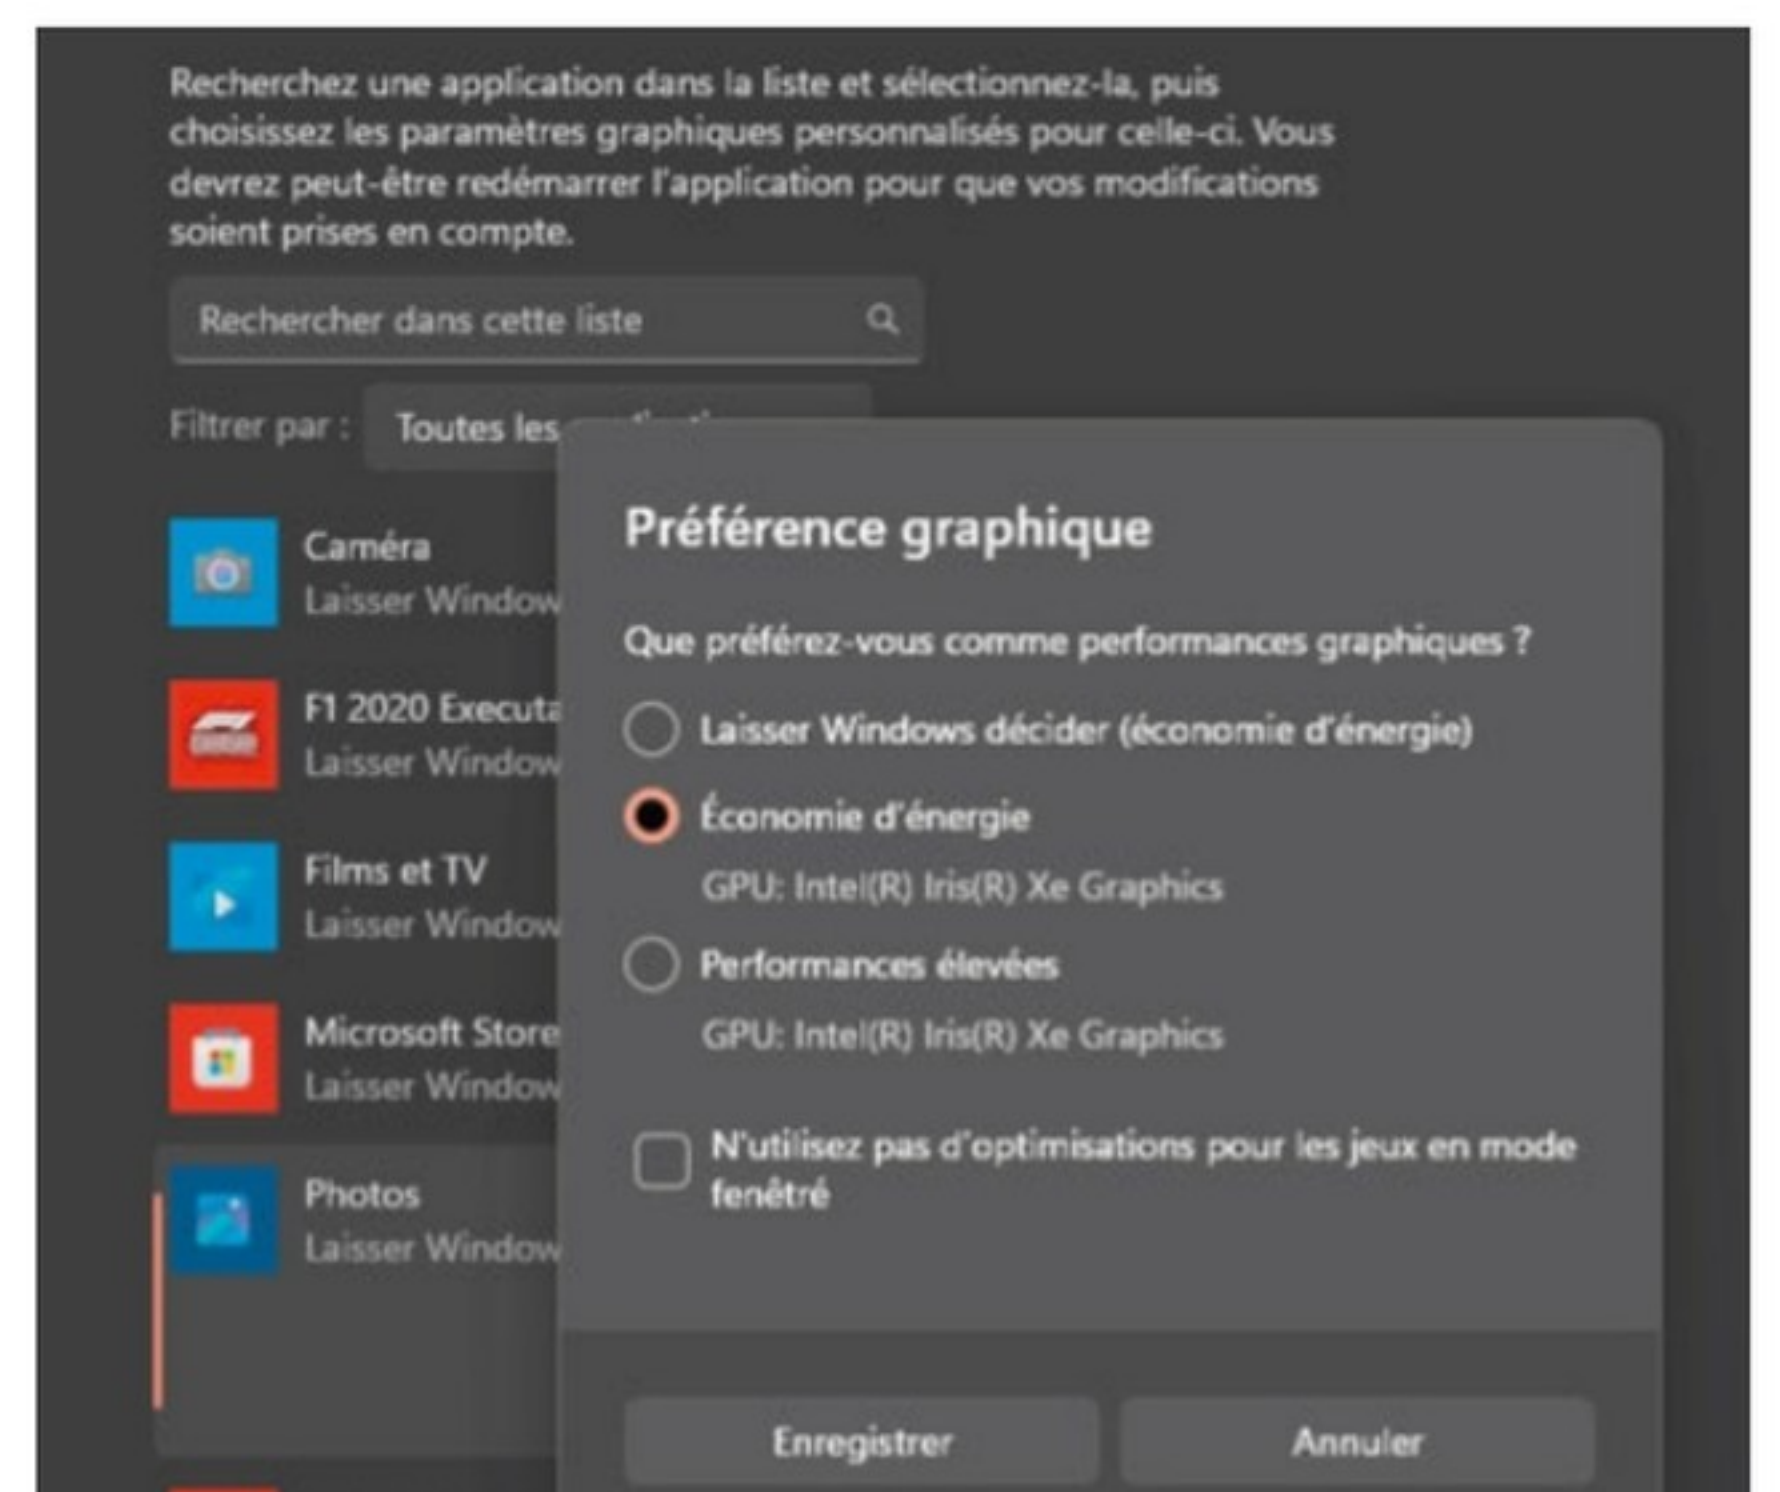 Recherchez une application dans la liste et sélectionnez-la, puis
choisissez les paramètres graphiques personnalisés pour celle-ci. Vous
devrez peut-être redémarrer l'application pour que vos modifications
soient prises en compte.
Rechercher dans cette liste
Filtrer par :
Toutes les
Caméra
Laisser Window
F1 2020 Executa
Laisser Window
Films et TV
Laisser Window
Microsoft Store
Laisser Window
Photos
Laisser Window
Préférence graphique
Que préférez-vous comme performances graphiques ?
Laisser Windows décider (économie d'énergie)
Économie d'énergie
GPU: Intel(R) Iris(R) Xe Graphics
Performances élevées
GPU: Intel(R) Iris(R) Xe Graphics
N'utilisez pas d'optimisations pour les jeux en mode
fenêtré
Enregistrer
Annuler